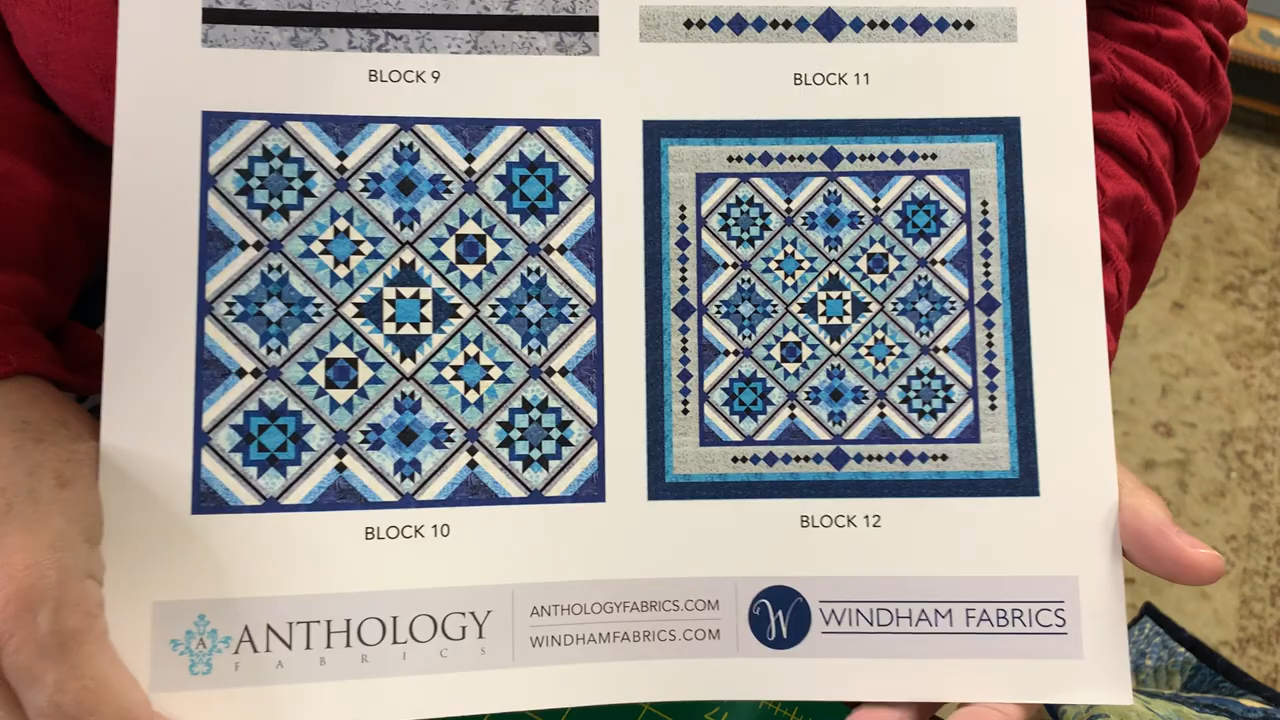 BLOCK 9
BLOCK 11
BLOCK 10
BLOCK 12
ANTHOLOGY
FABRICS
ANTHOLOGYFABRICS.COM
WINDHAMFABRICS.COM
W
WINDHAM FABRICS
A